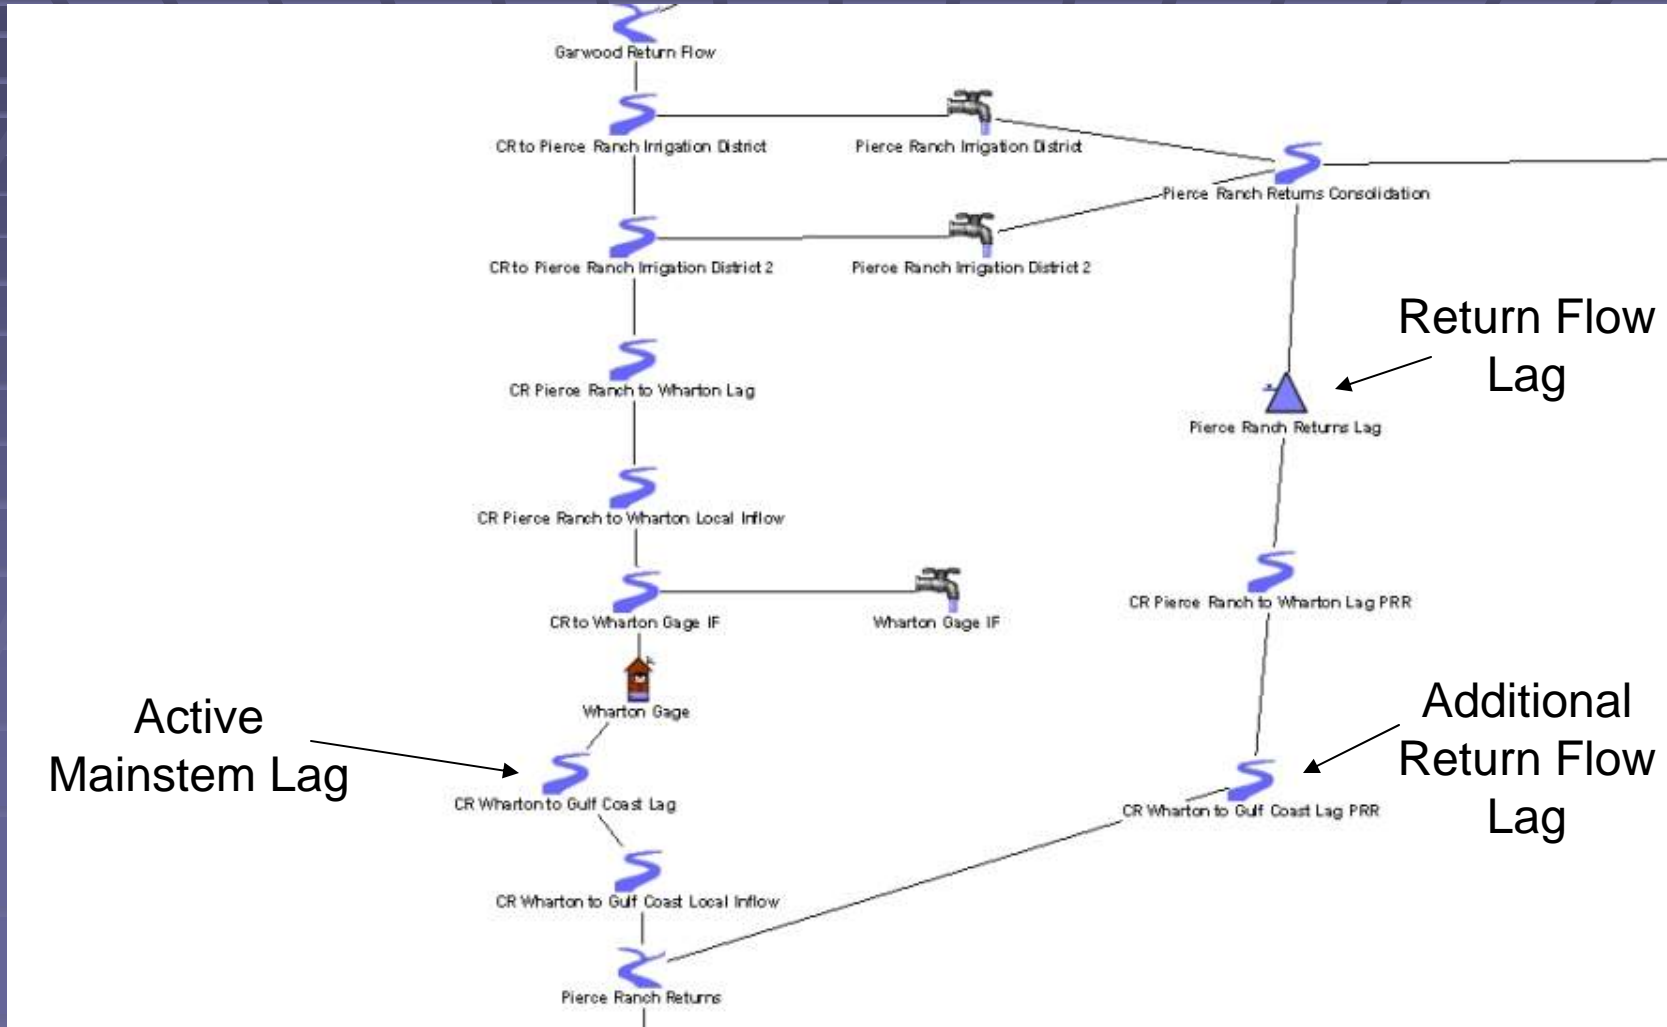 Garwood Return Flow
CR to Pierce Ranch Irrigation District
Pierce Ranch Irrigation District
Pierce Ranch Returns Consolidation
CR to Pierce Ranch Irrigation District 2
Pierce Ranch Irrigation District 2
Return Flow
Lag
CR Pierce Ranch to Wharton Lag
Pierce Ranch Returns Lag
CR Pierce Ranch to Wharton Local Inflow
CR Pierce Ranch to Wharton Lag PRR
CR to Wharton Gage IF
Wharton Gage IF
Wharton Gage
Active
Mainstem Lag
Additional
Return Flow
Lag
CR Wharton to Gulf Coast Lag
CR Wharton to Gulf Coast Lag PRR
CR Wharton to Gulf Coast Local Inflow
Pierce Ranch Returns